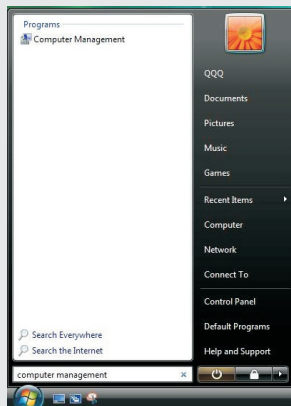 Programs
Computer Management
Search Everywhere
Search the Internet
computer management
QQQ
Documents
Pictures
Music
Games
Recent Items
Computer
Network
Connect To
Control Panel
Default Programs
Help and Support